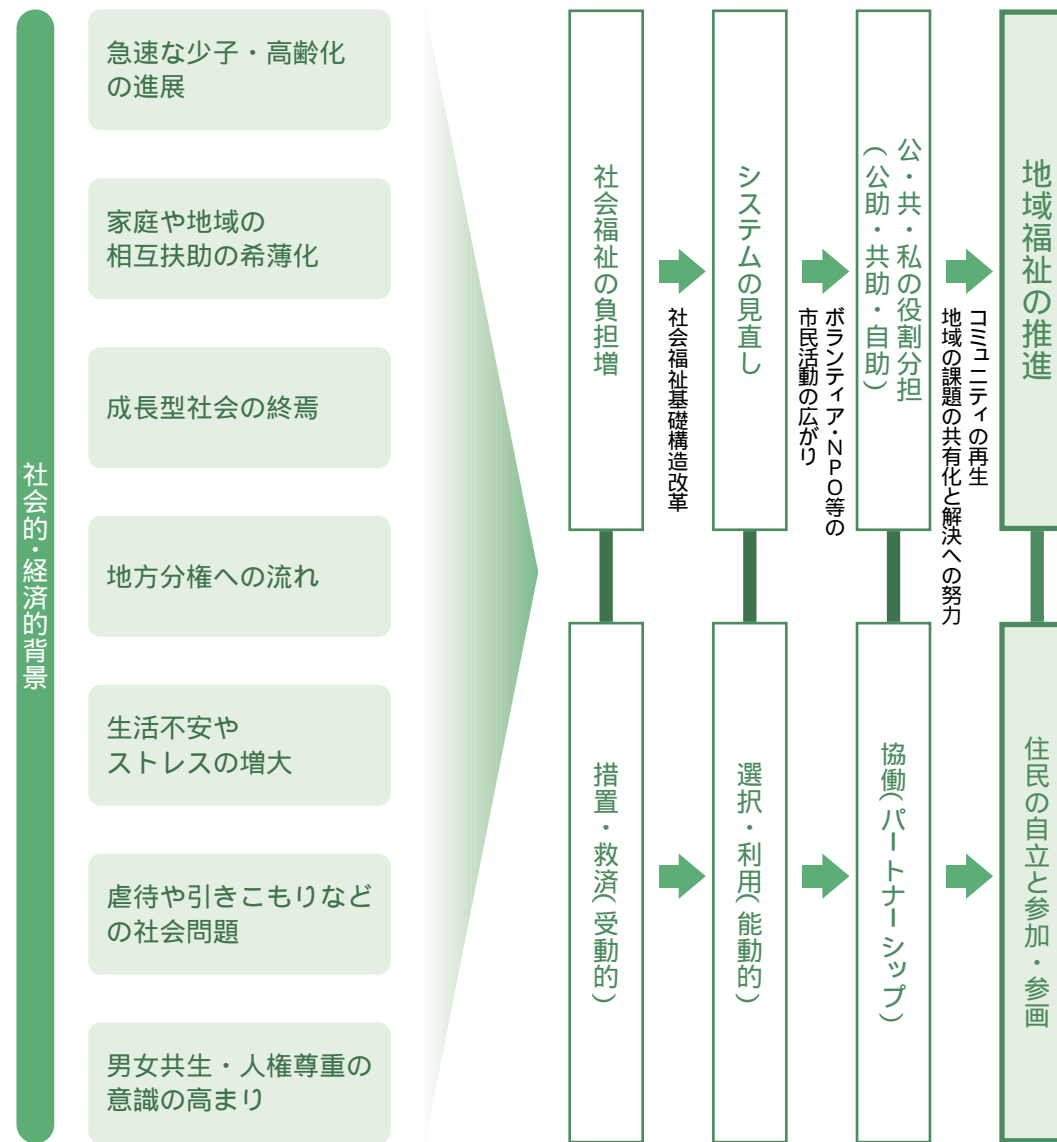 社会的・経済的背景
急速な少子・高齢化
の進展
家庭や地域の
相互扶助の希薄化
成長型社会の終焉
地方分権への流れ
生活不安や
ストレスの増大
虐待や引きこもりなど
の社会問題
男女共生・人権尊重の
意識の高まり
社会福祉の負担増
社会福祉基礎構造改革
システムの見直し
ボランティア・NPO等の
市民活動の広がり
公・共・私の役割分担
(公助・共助・自助)
コミュニティの再生
地域の課題の共有化と解決への努力
地域福祉の推進
措置・救済(受動的)
選択・利用(能動的)
協働(パートナーシップ)
住民の自立と参加・参画